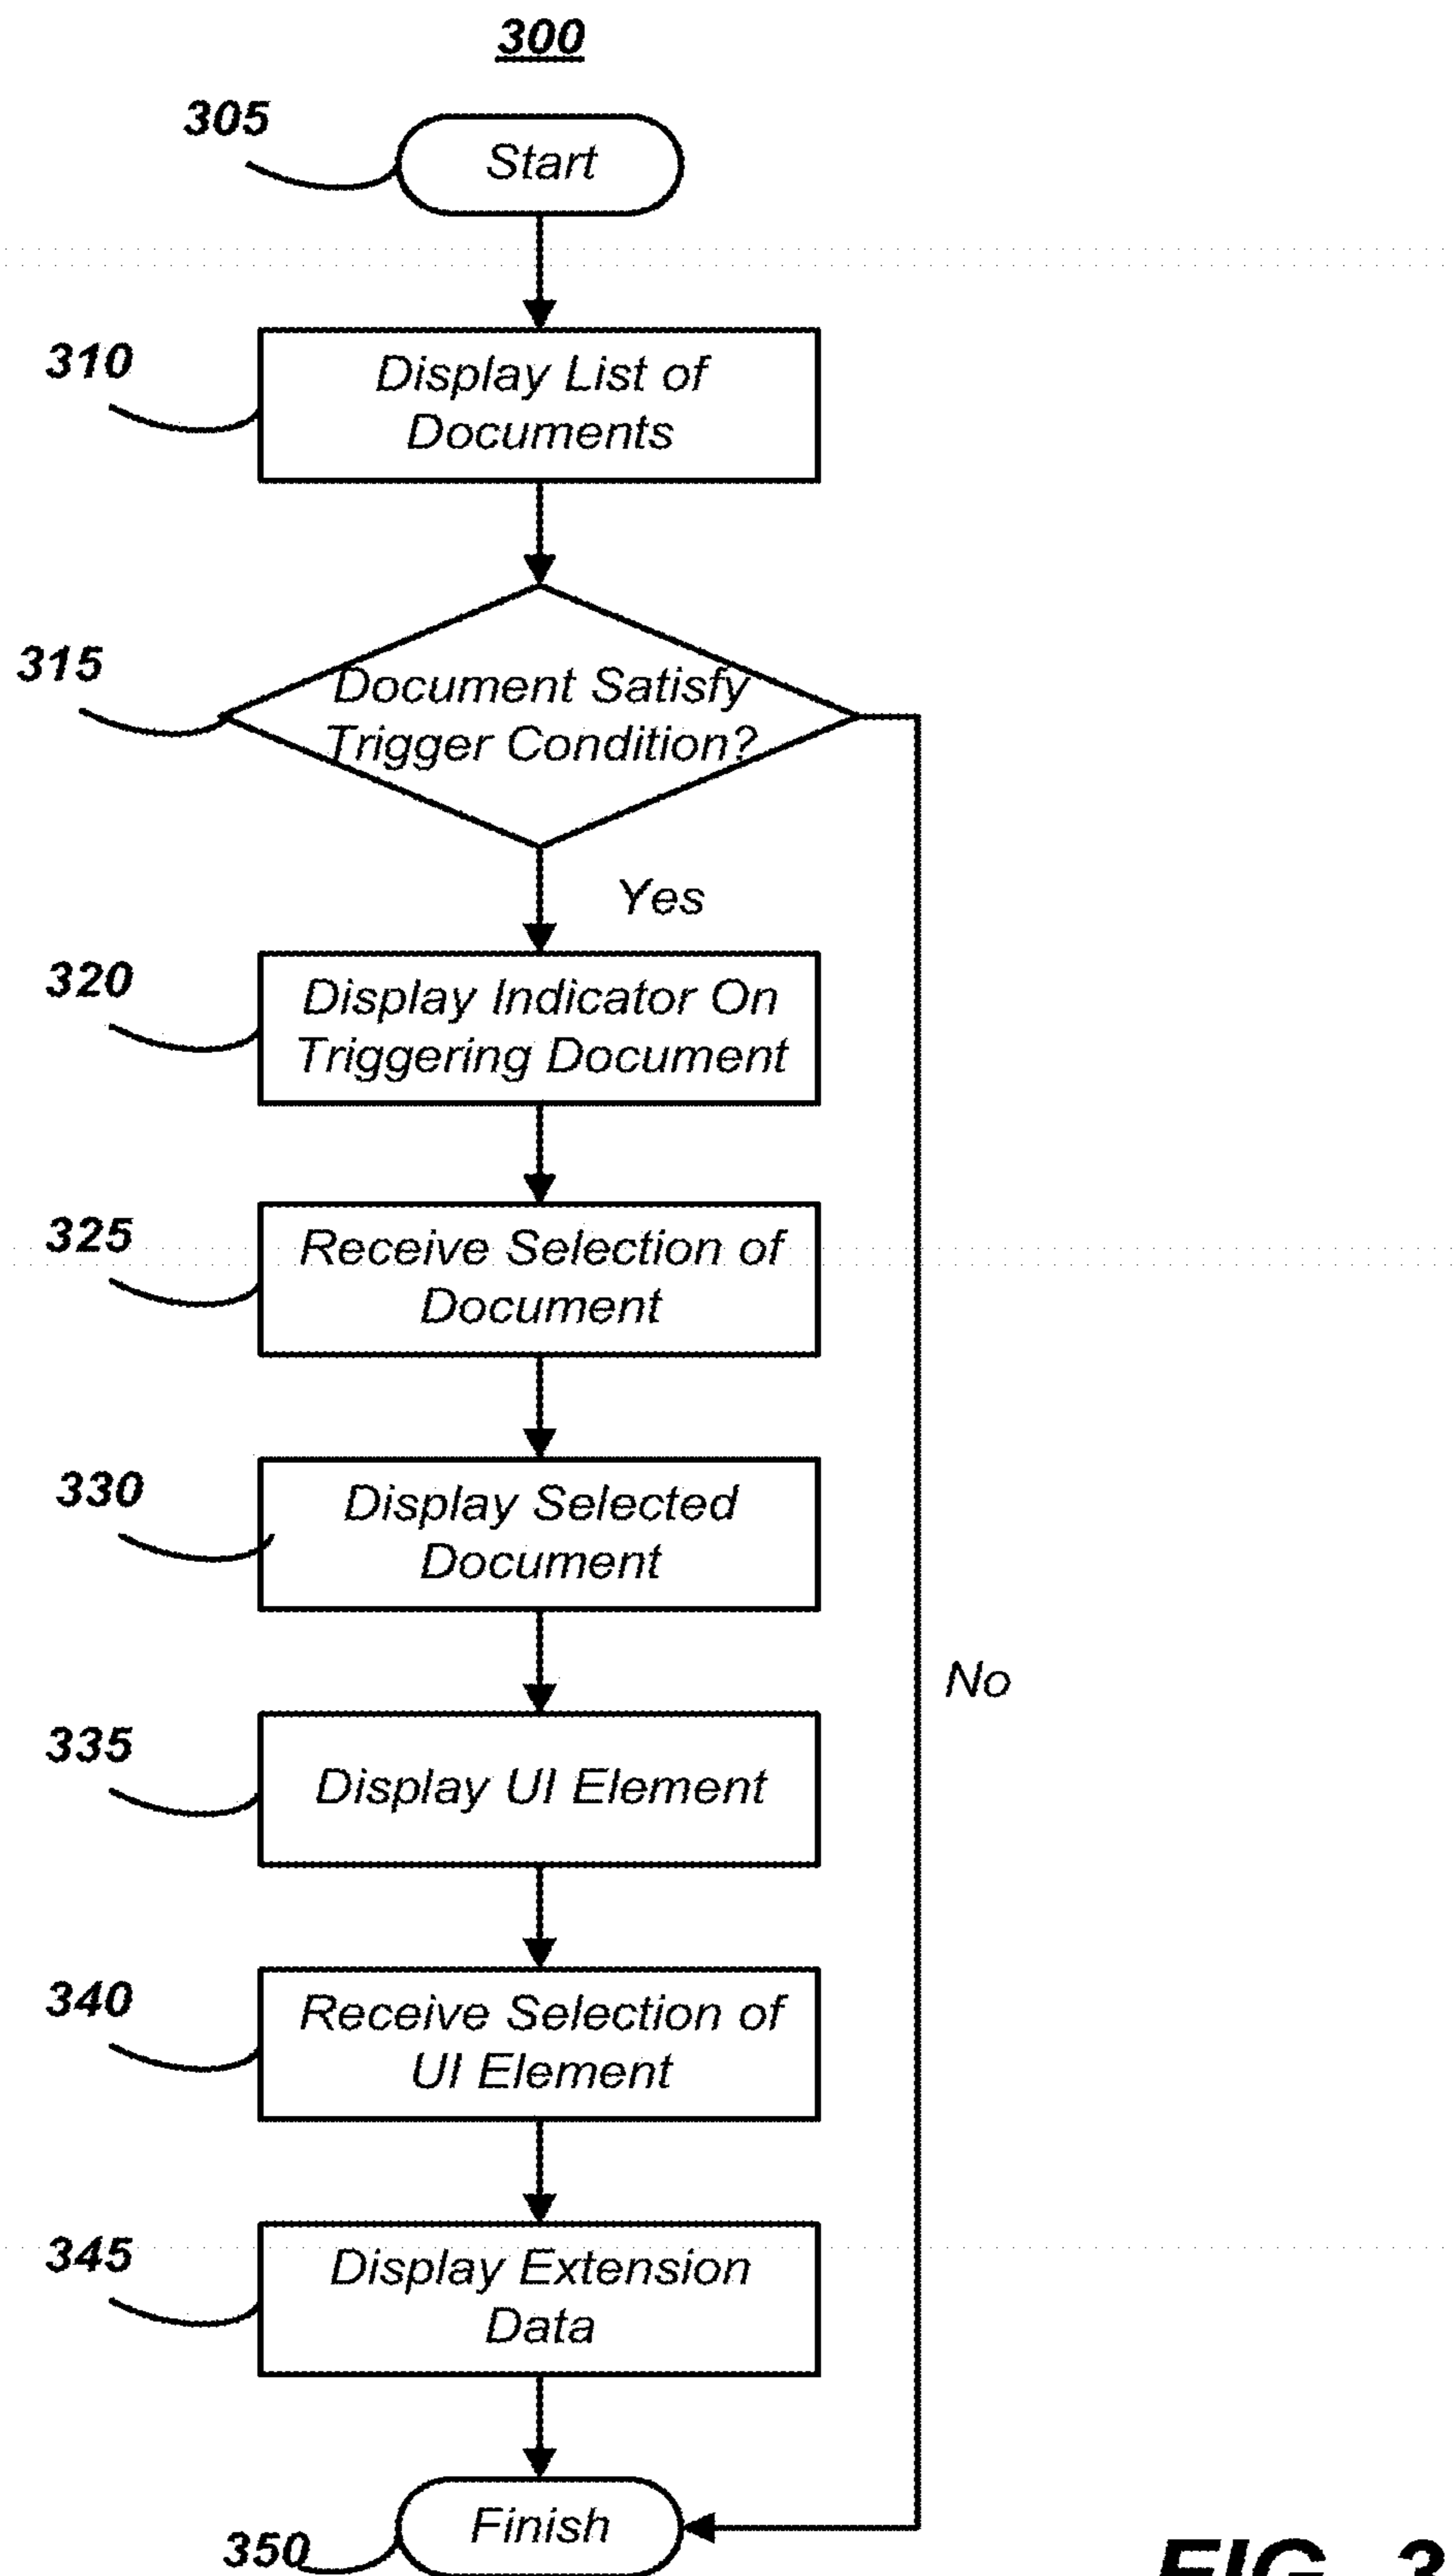 300
305
Start
310
Display List of
Documents
315
Document Satisfy
Trigger Condition?
Yes
320
Display Indicator On
Triggering Document
325
Receive Selection of
Document
330
Display Selected
Document
No
335
Display UI Element
340
Receive Selection of
UI Element
345
Display Extension
Data
Finish
350
FIG. 3